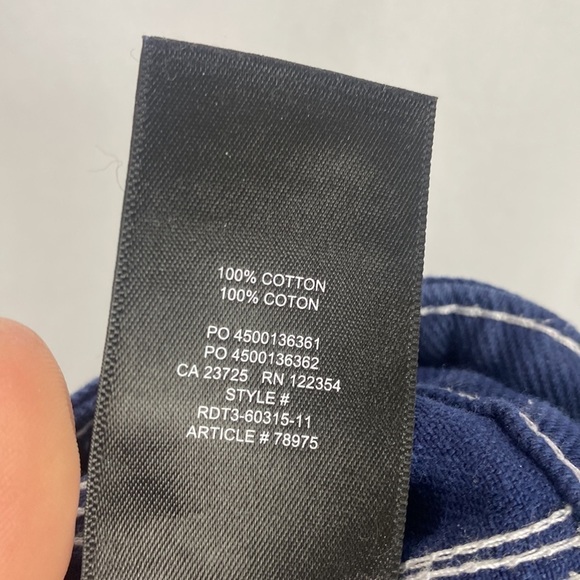 100% COTTON
100% COTON
PO 4500136361
PO 4500136362
CA 23725 RN 122354
STYLE #
RDT3-60315-11
ARTICLE # 78975